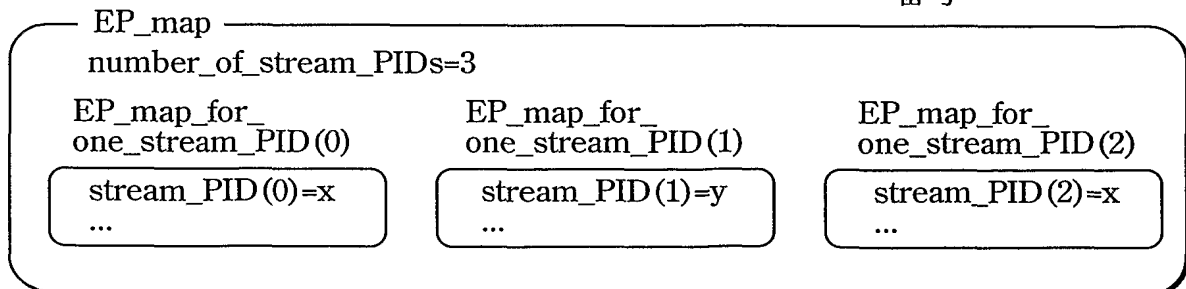 EP_map
number_of_stream_PIDs=3
EP_map_for_
one_stream_PID(0)
stream_PID(0)=x
...
EP_map_for_
one_stream_PID(1)
stream_PID(1)=y
...
EP_map_for_
one_stream_PID(2)
stream_PID(2)=x
...